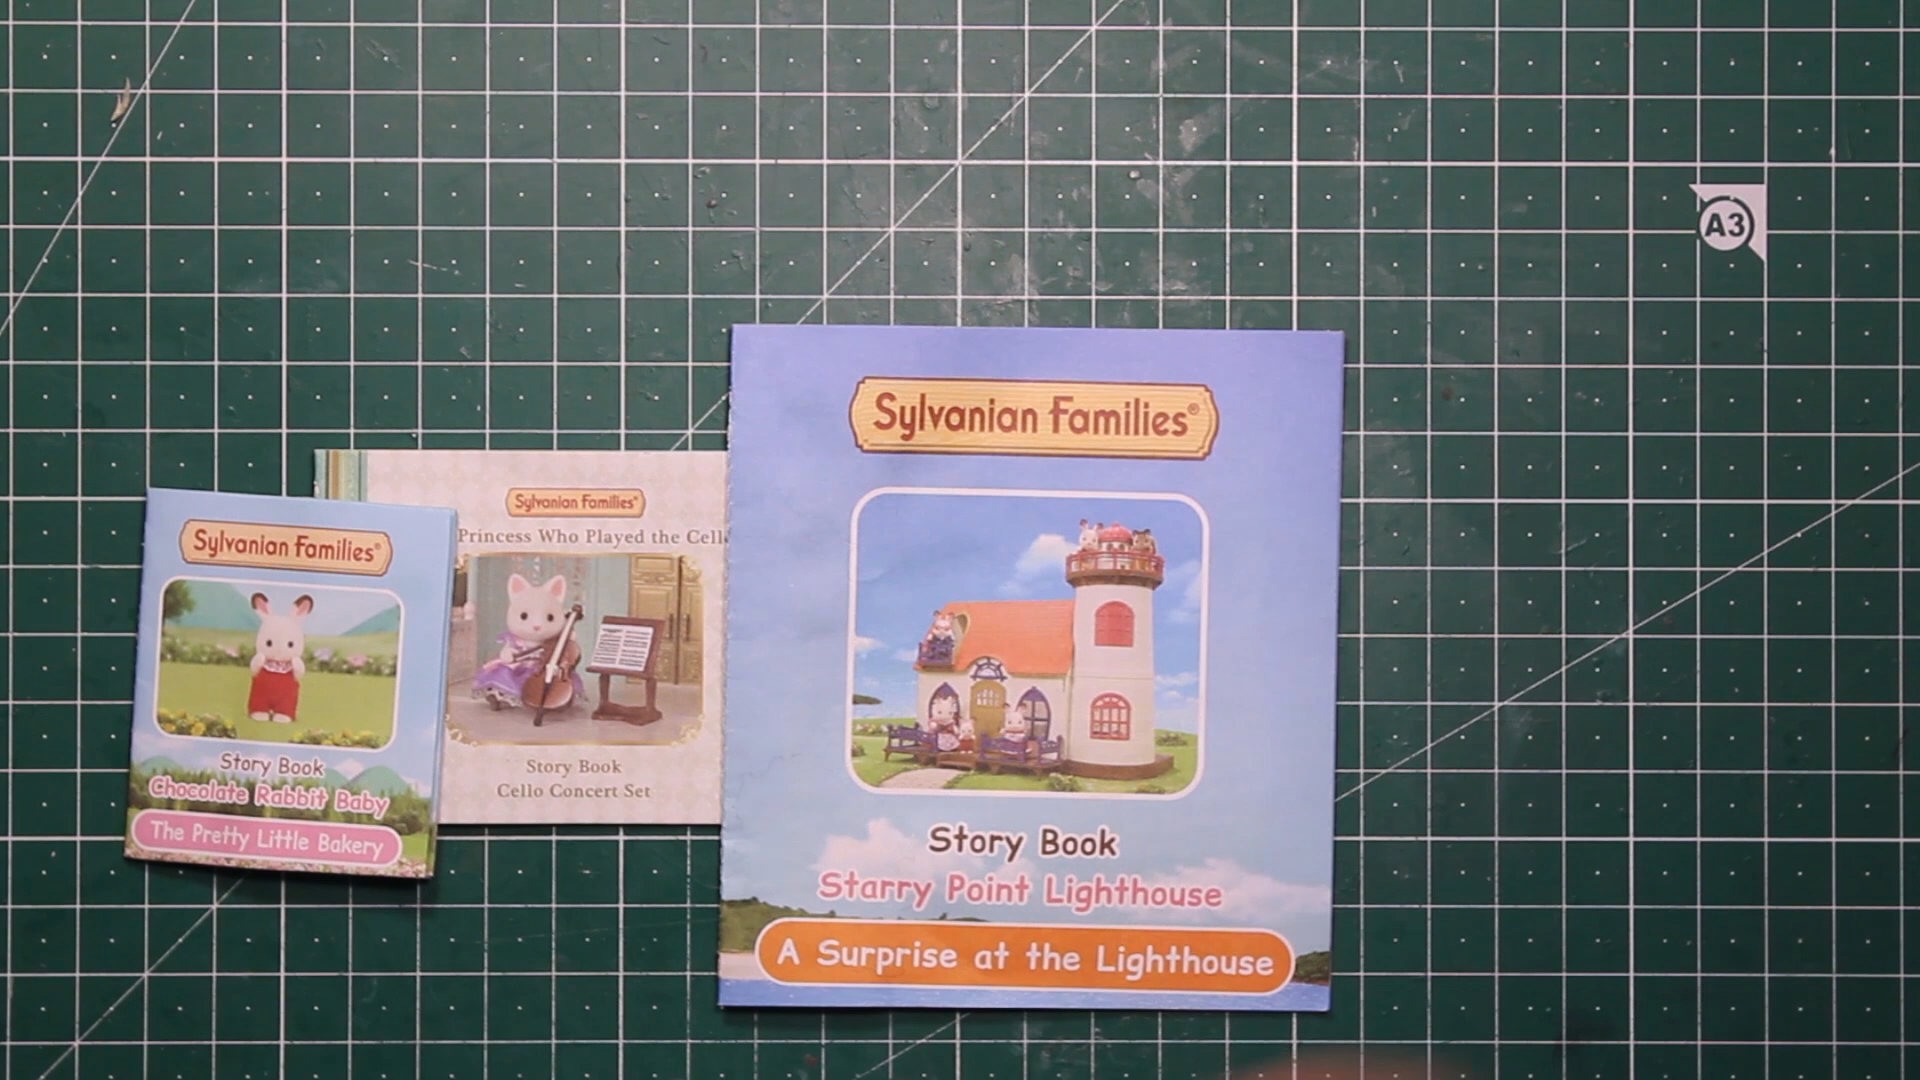 A3
Sylvanian Families®
Story Book
Chocolate Rabbit Baby
The Pretty Little Bakery
Sylvanian Families®
Princess Who Played the Cell
Story Book
Cello Concert Set
Sylvanian Families®
Story Book
Starry Point Lighthouse
A Surprise at the Lighthouse